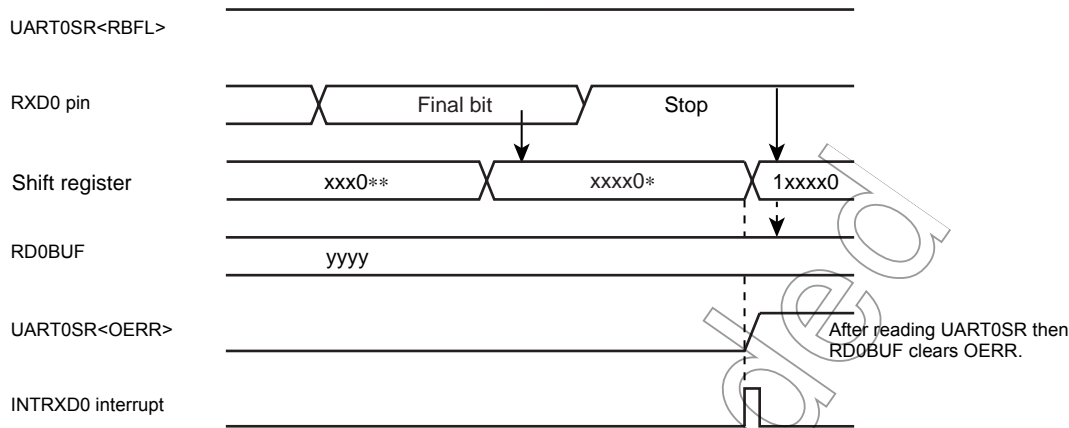 UART0SR<RBFL>
RXD0 pin
Final bit
Stop
Shift register
xxx0**
xxxx0*
1xxxx0
RD0BUF
yyyy
UART0SR<OERR>
After reading UART0SR then
RD0BUF clears OERR.
INTRXD0 interrupt
ded